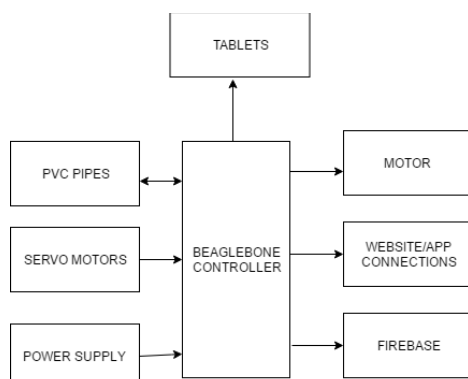 TABLETS
PVC PIPES
MOTOR
SERVO MOTORS
BEAGLEBONE
CONTROLLER
WEBSITE/APP
CONNECTIONS
POWER SUPPLY
FIREBASE